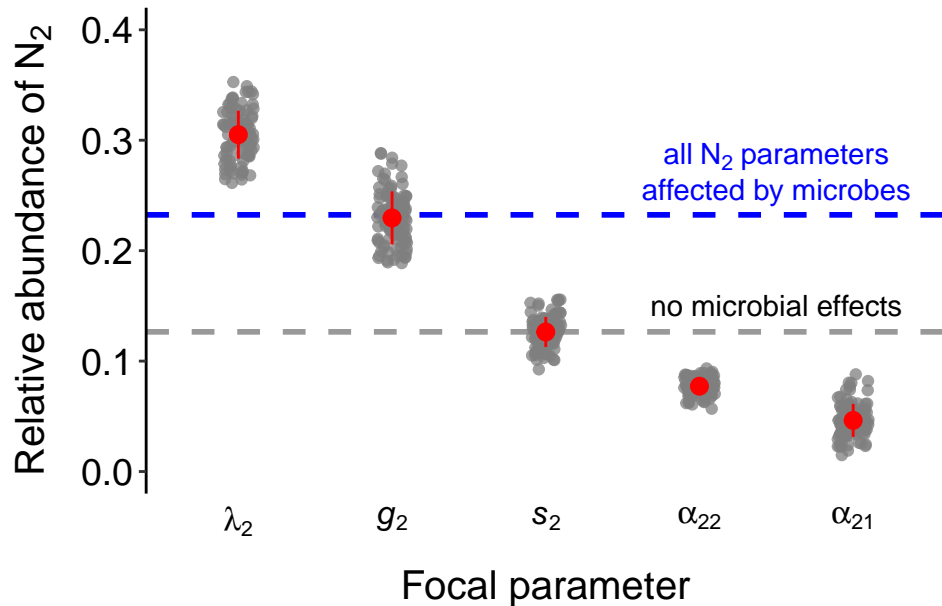 Relative abundance of N₂
0.4
0.3
0.2
0.1
0.0
all N₂ parameters
affected by microbes
no microbial effects
λ₂ g₂ s₂ α₂₂ α₂₁
Focal parameter